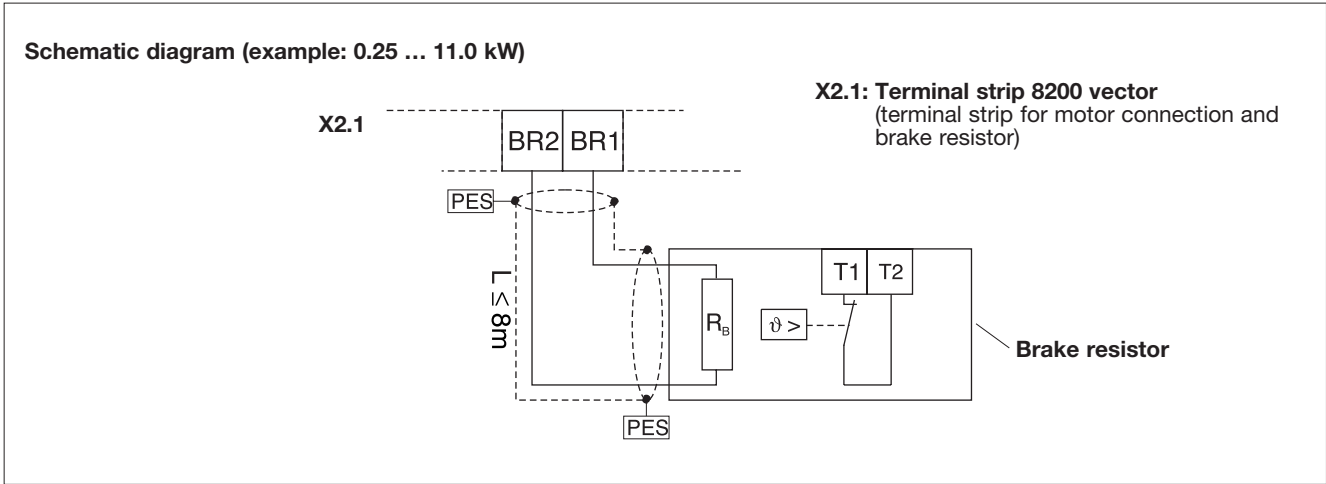 Schematic diagram (example: 0.25 ... 11.0 kW)
X2.1: Terminal strip 8200 vector
(terminal strip for motor connection and
brake resistor)
X2.1
BR2 BR1
PES
L ≤ 8m
T1 T2
R_B
ϑ >
Brake resistor
PES